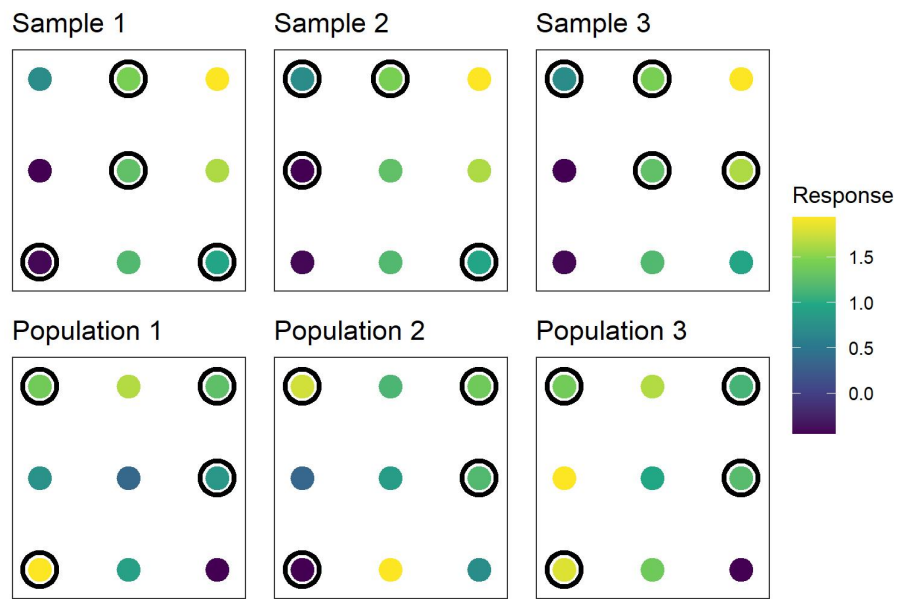 Sample 1
Sample 2
Sample 3
Response
1.5
1.0
0.5
0.0
Population 1
Population 2
Population 3